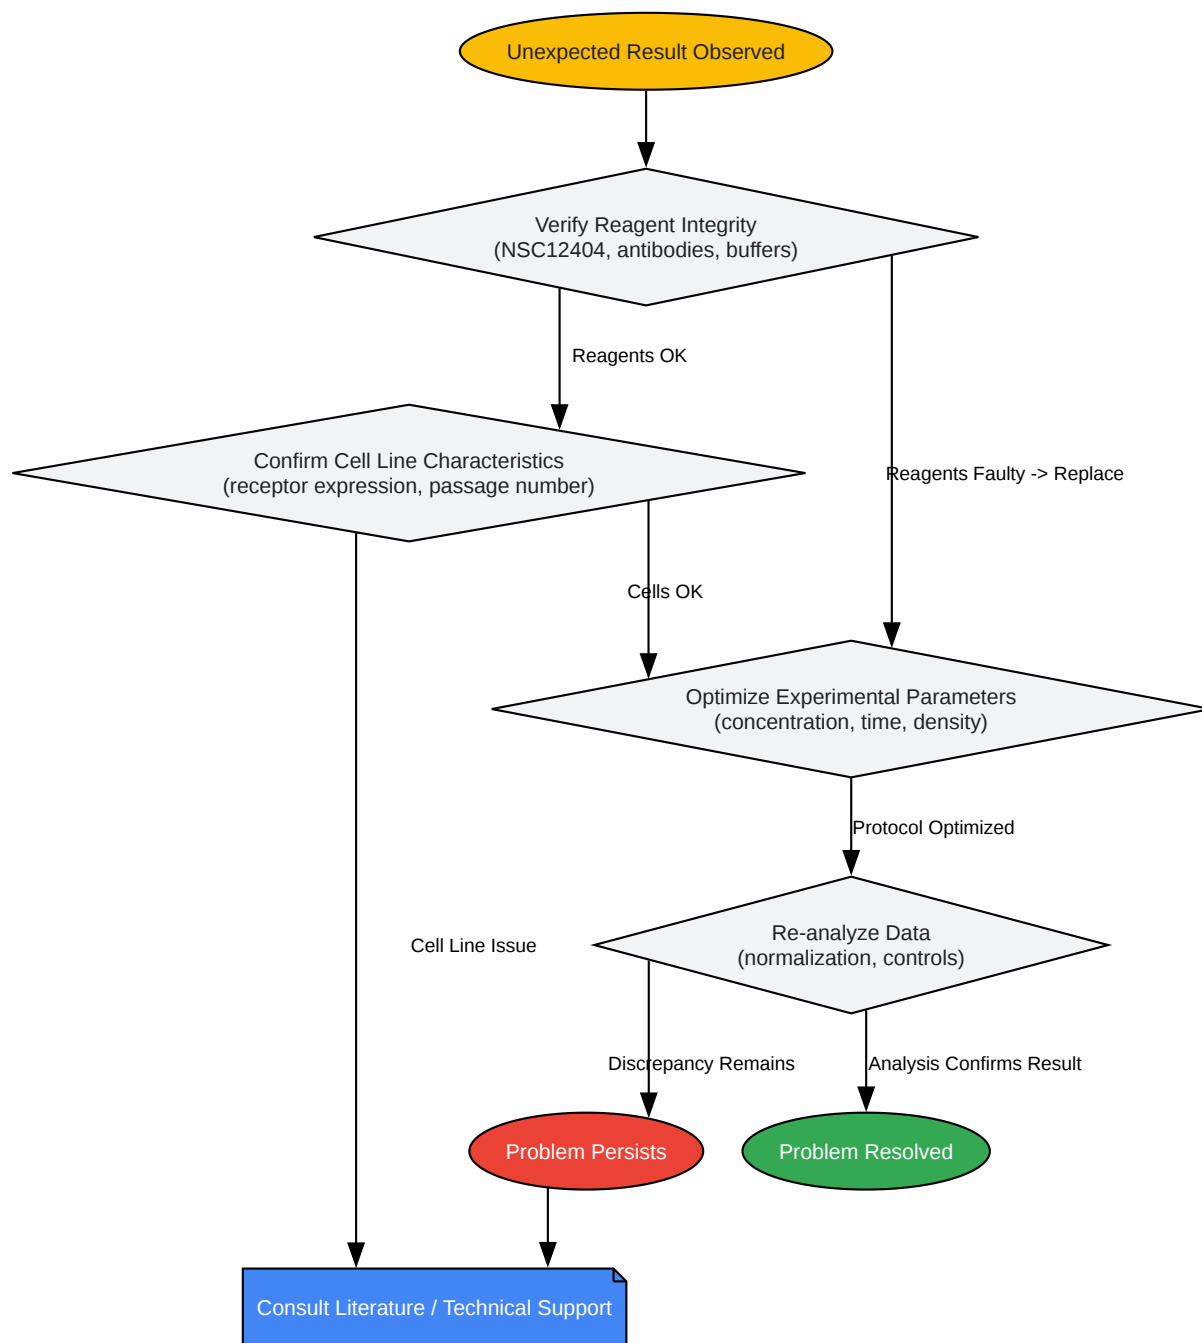 Unexpected Result Observed
Verify Reagent Integrity
(NSC12404, antibodies, buffers)
Reagents OK
Confirm Cell Line Characteristics
(receptor expression, passage number)
Reagents Faulty -> Replace
Cells OK
Optimize Experimental Parameters
(concentration, time, density)
Protocol Optimized
Re-analyze Data
(normalization, controls)
Cell Line Issue
Discrepancy Remains
Analysis Confirms Result
Problem Persists
Problem Resolved
Consult Literature / Technical Support